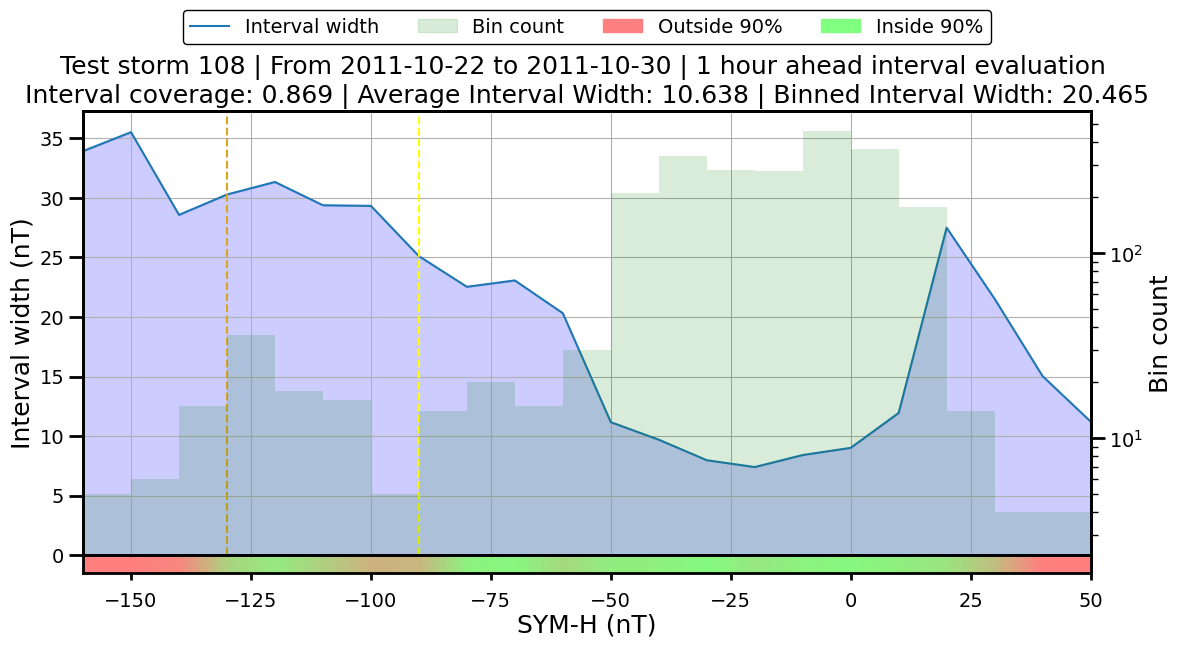 Interval width Bin count Outside 90% Inside 90%
Test storm 108 | From 2011-10-22 to 2011-10-30 | 1 hour ahead interval evaluation
Interval coverage: 0.869 | Average Interval Width: 10.638 | Binned Interval Width: 20.465
Interval width (nT)
35
30
25
20
15
10
5
0
10²
10¹
Bin count
−150 −125 −100 −75 −50 −25 0 25 50
SYM-H (nT)